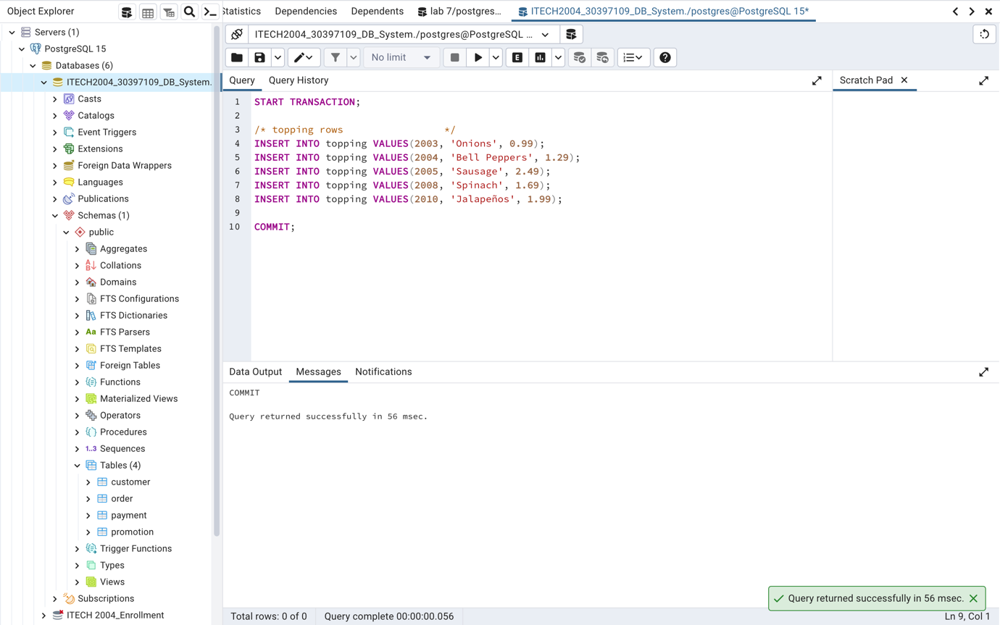 Object Explorer
Statistics
Dependencies
Dependents
lab 7/postgres...
ITECH2004_30397109_DB_System./postgres@PostgreSQL 15*
Servers (1)
PostgreSQL 15
Databases (6)
ITECH2004_30397109_DB_System.
Casts
Catalogs
Event Triggers
Extensions
Foreign Data Wrappers
Languages
Publications
Schemas (1)
public
Aggregates
Collations
Domains
FTS Configurations
FTS Dictionaries
Aa FTS Parsers
FTS Templates
Foreign Tables
Functions
Materialized Views
Operators
Procedures
1..3 Sequences
Tables (4)
customer
order
payment
promotion
Trigger Functions
Types
Views
Subscriptions
ITECH 2004_Enrollment
ITECH2004_30397109_DB_System./postgres@PostgreSQL ...
No limit
E
Query
Query History
Scratch Pad
1 START TRANSACTION;
2
3 /* topping rows */
4 INSERT INTO topping VALUES(2003, 'Onions', 0.99);
5 INSERT INTO topping VALUES(2004, 'Bell Peppers', 1.29);
6 INSERT INTO topping VALUES(2005, 'Sausage', 2.49);
7 INSERT INTO topping VALUES(2008, 'Spinach', 1.69);
8 INSERT INTO topping VALUES(2010, 'Jalapeños', 1.99);
9
10 COMMIT;
Data Output
Messages
Notifications
COMMIT
Query returned successfully in 56 msec.
Query returned successfully in 56 msec.
Total rows: 0 of 0
Query complete 00:00:00.056
Ln 9, Col 1